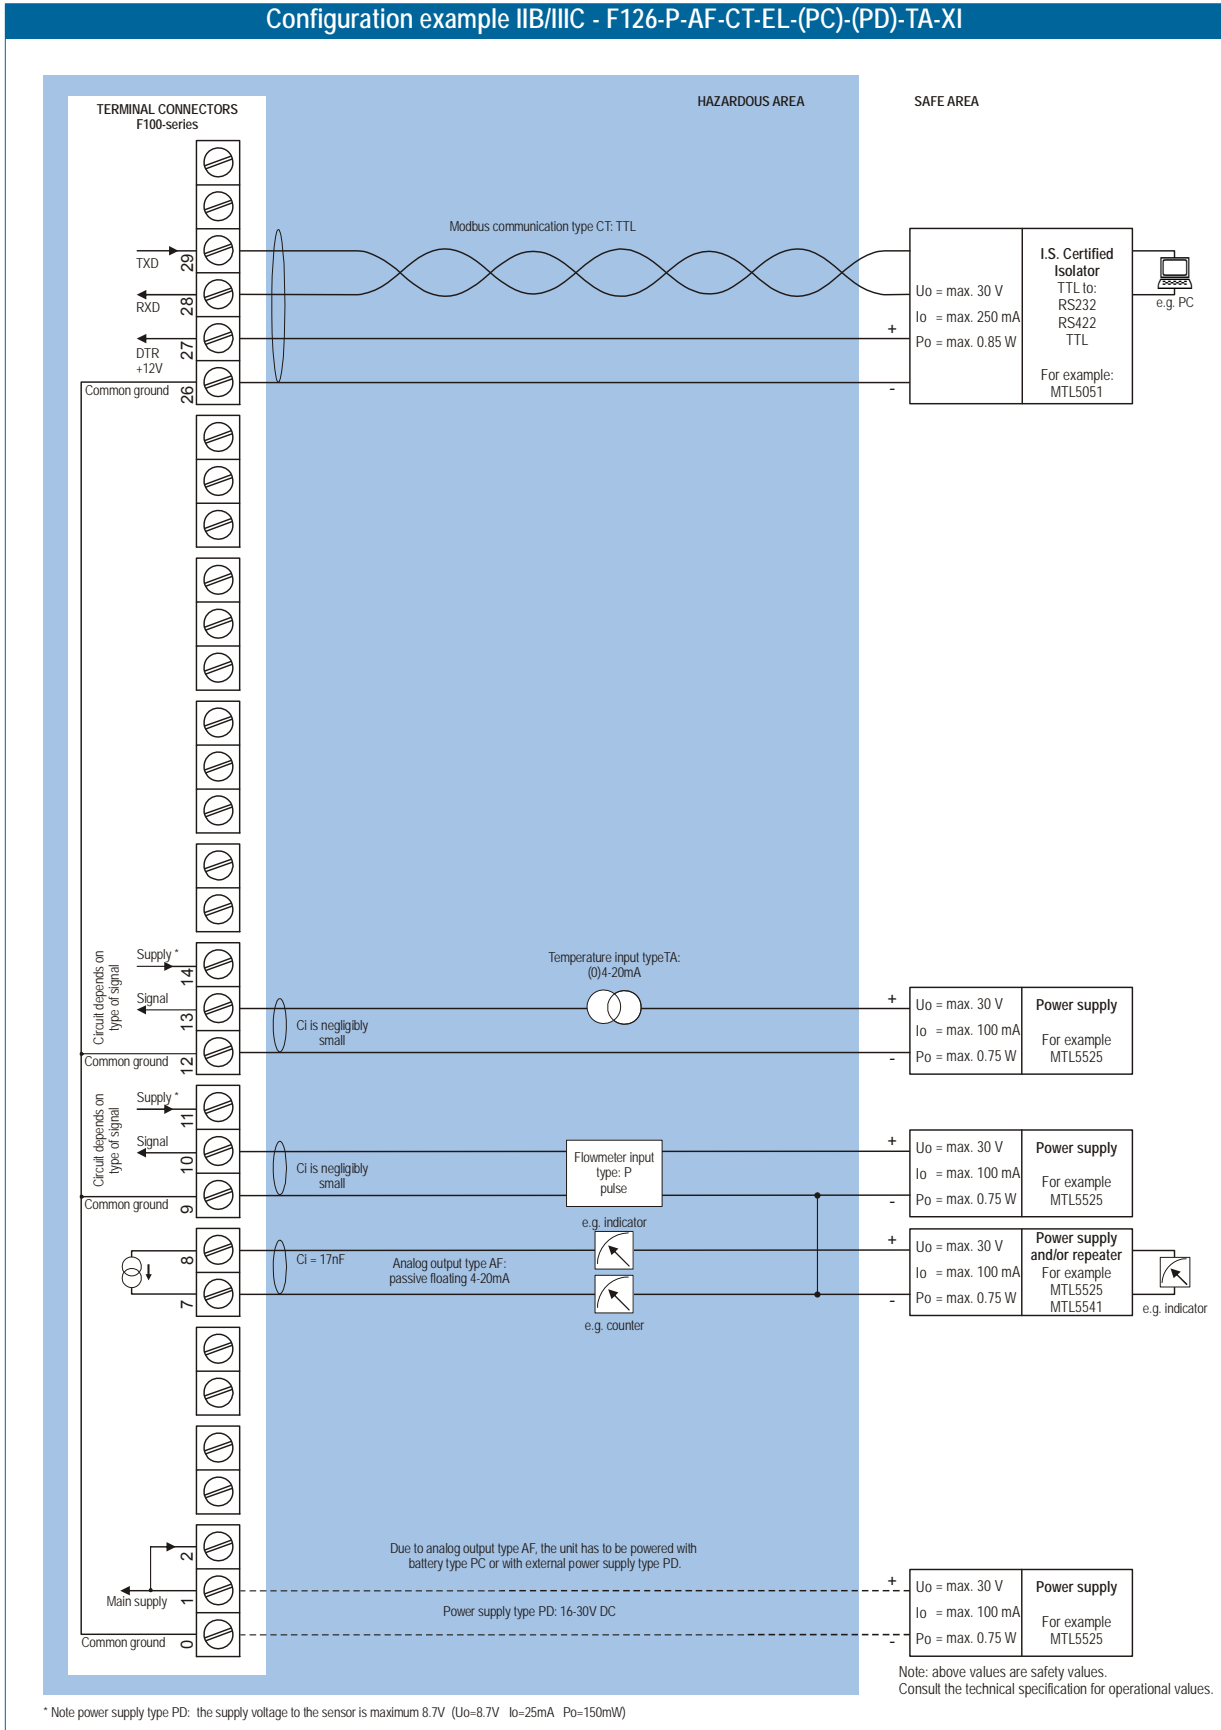 Configuration example IIB/IIIC - F126-P-AF-CT-EL-(PC)-(PD)-TA-XI
TERMINAL CONNECTORS
F100-series
HAZARDOUS AREA
SAFE AREA
Modbus communication type CT: TTL
TXD
29
RXD
28
DTR
+12V
27
Common ground
26
+
-
Uo = max. 30 V
Io = max. 250 mA
Po = max. 0.85 W
I.S. Certified
Isolator
TTL to:
RS232
RS422
TTL
For example:
MTL5051
e.g. PC
Circuit depends on
type of signal
Supply *
14
Signal
13
Common ground
12
Ci is negligibly
small
Temperature input typeTA:
(0)4-20mA
+
-
Uo = max. 30 V
Io = max. 100 mA
Po = max. 0.75 W
Power supply
For example
MTL5525
Circuit depends on
type of signal
Supply *
11
Signal
10
Common ground
9
Ci is negligibly
small
Flowmeter input
type: P
pulse
+
-
Uo = max. 30 V
Io = max. 100 mA
Po = max. 0.75 W
Power supply
For example
MTL5525
8
7
Ci = 17nF
Analog output type AF:
passive floating 4-20mA
e.g. indicator
e.g. counter
+
-
Uo = max. 30 V
Io = max. 100 mA
Po = max. 0.75 W
Power supply
and/or repeater
For example
MTL5525
MTL5541
e.g. indicator
2
Main supply
1
Common ground
0
Due to analog output type AF, the unit has to be powered with
battery type PC or with external power supply type PD.
Power supply type PD: 16-30V DC
+
-
Uo = max. 30 V
Io = max. 100 mA
Po = max. 0.75 W
Power supply
For example
MTL5525
Note: above values are safety values.
Consult the technical specification for operational values.
* Note power supply type PD: the supply voltage to the sensor is maximum 8.7V (Uo=8.7V Io=25mA Po=150mW)